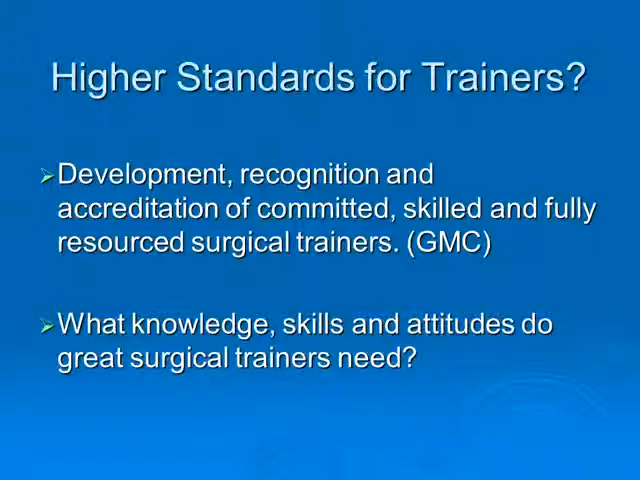 Higher Standards for Trainers?
Development, recognition and
accreditation of committed, skilled and fully
resourced surgical trainers. (GMC)
What knowledge, skills and attitudes do
great surgical trainers need?